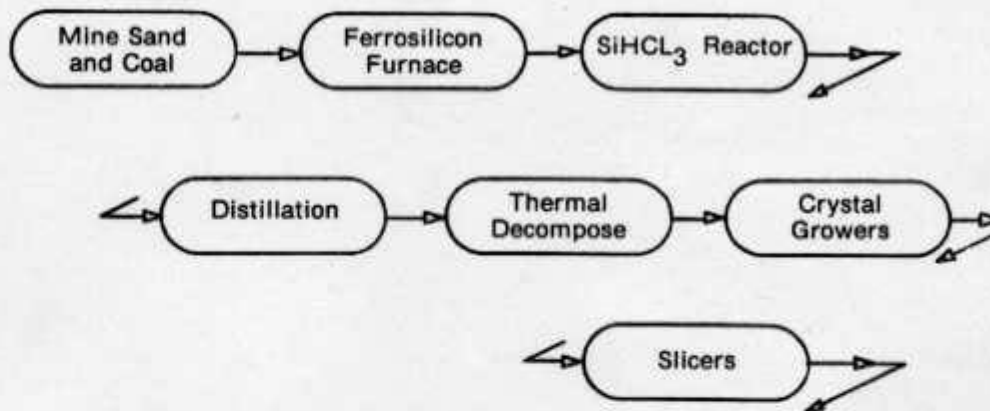 Mine Sand
and Coal
Ferrosilicon
Furnace
SiHCL3 Reactor
Distillation
Thermal
Decompose
Crystal
Growers
Slicers